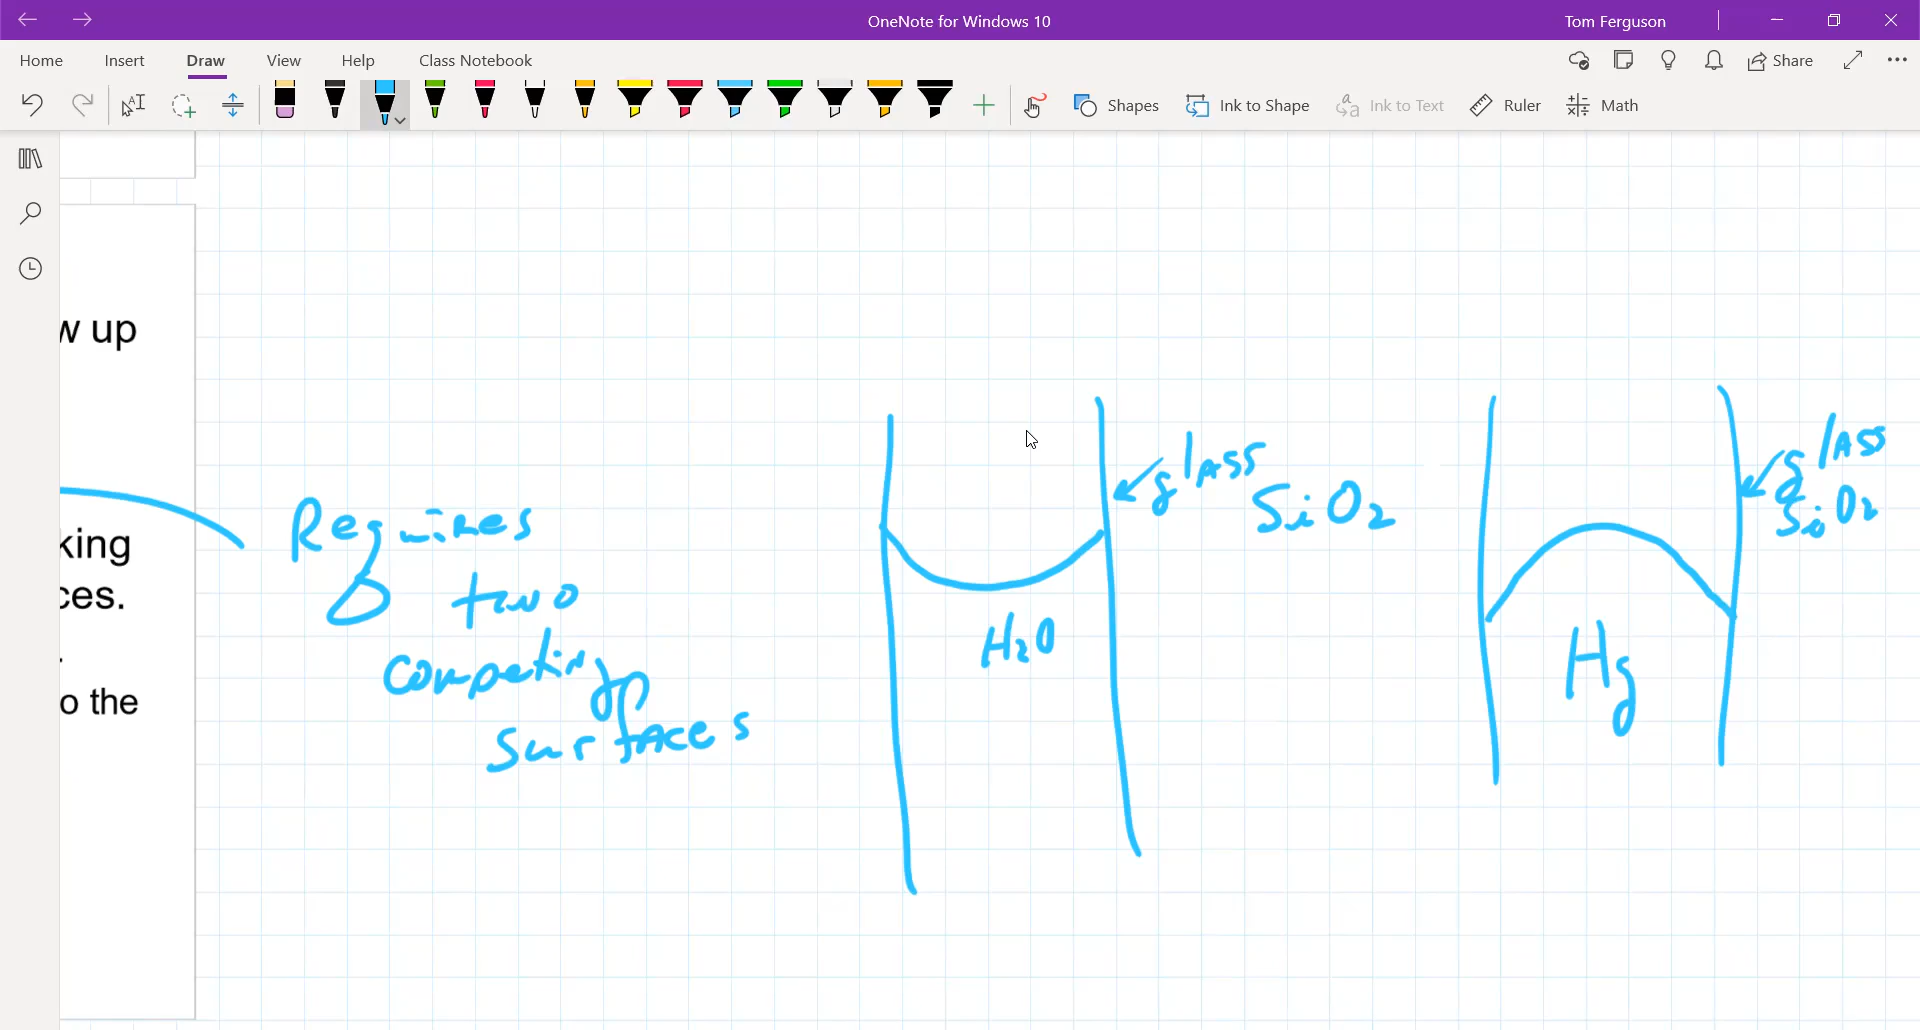 OneNote for Windows 10
Tom Ferguson
Home Insert Draw View Help Class Notebook
Share
Shapes Ink to Shape Ink to Text Ruler Math
w up
king
ces.
o the
Requires
two
competing
surfaces
glass
SiO2
H2O
glass
SiO2
Hg